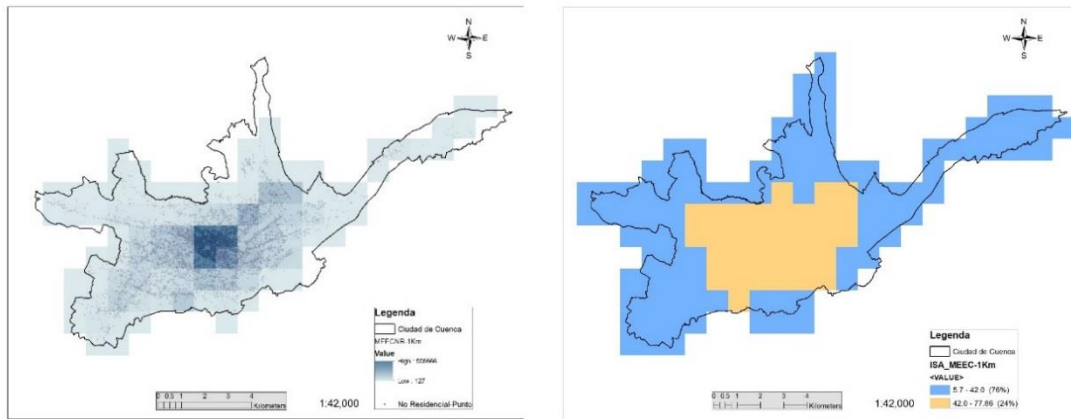 N
W E
S
Legenda
Ciudad de Cuenca
Value
Low : 127
No Residencial-Punto
0 0.5 1 2 3 4
Kilometers
1:42,000
N
W E
S
Legenda
Ciudad de Cuenca
ISA_MEEC-1Km
<VALUE>
5.7 - 42.0 (76%)
42.0 - 77.86 (24%)
0 0.5 1 2 3 4
Kilometers
1:42,000